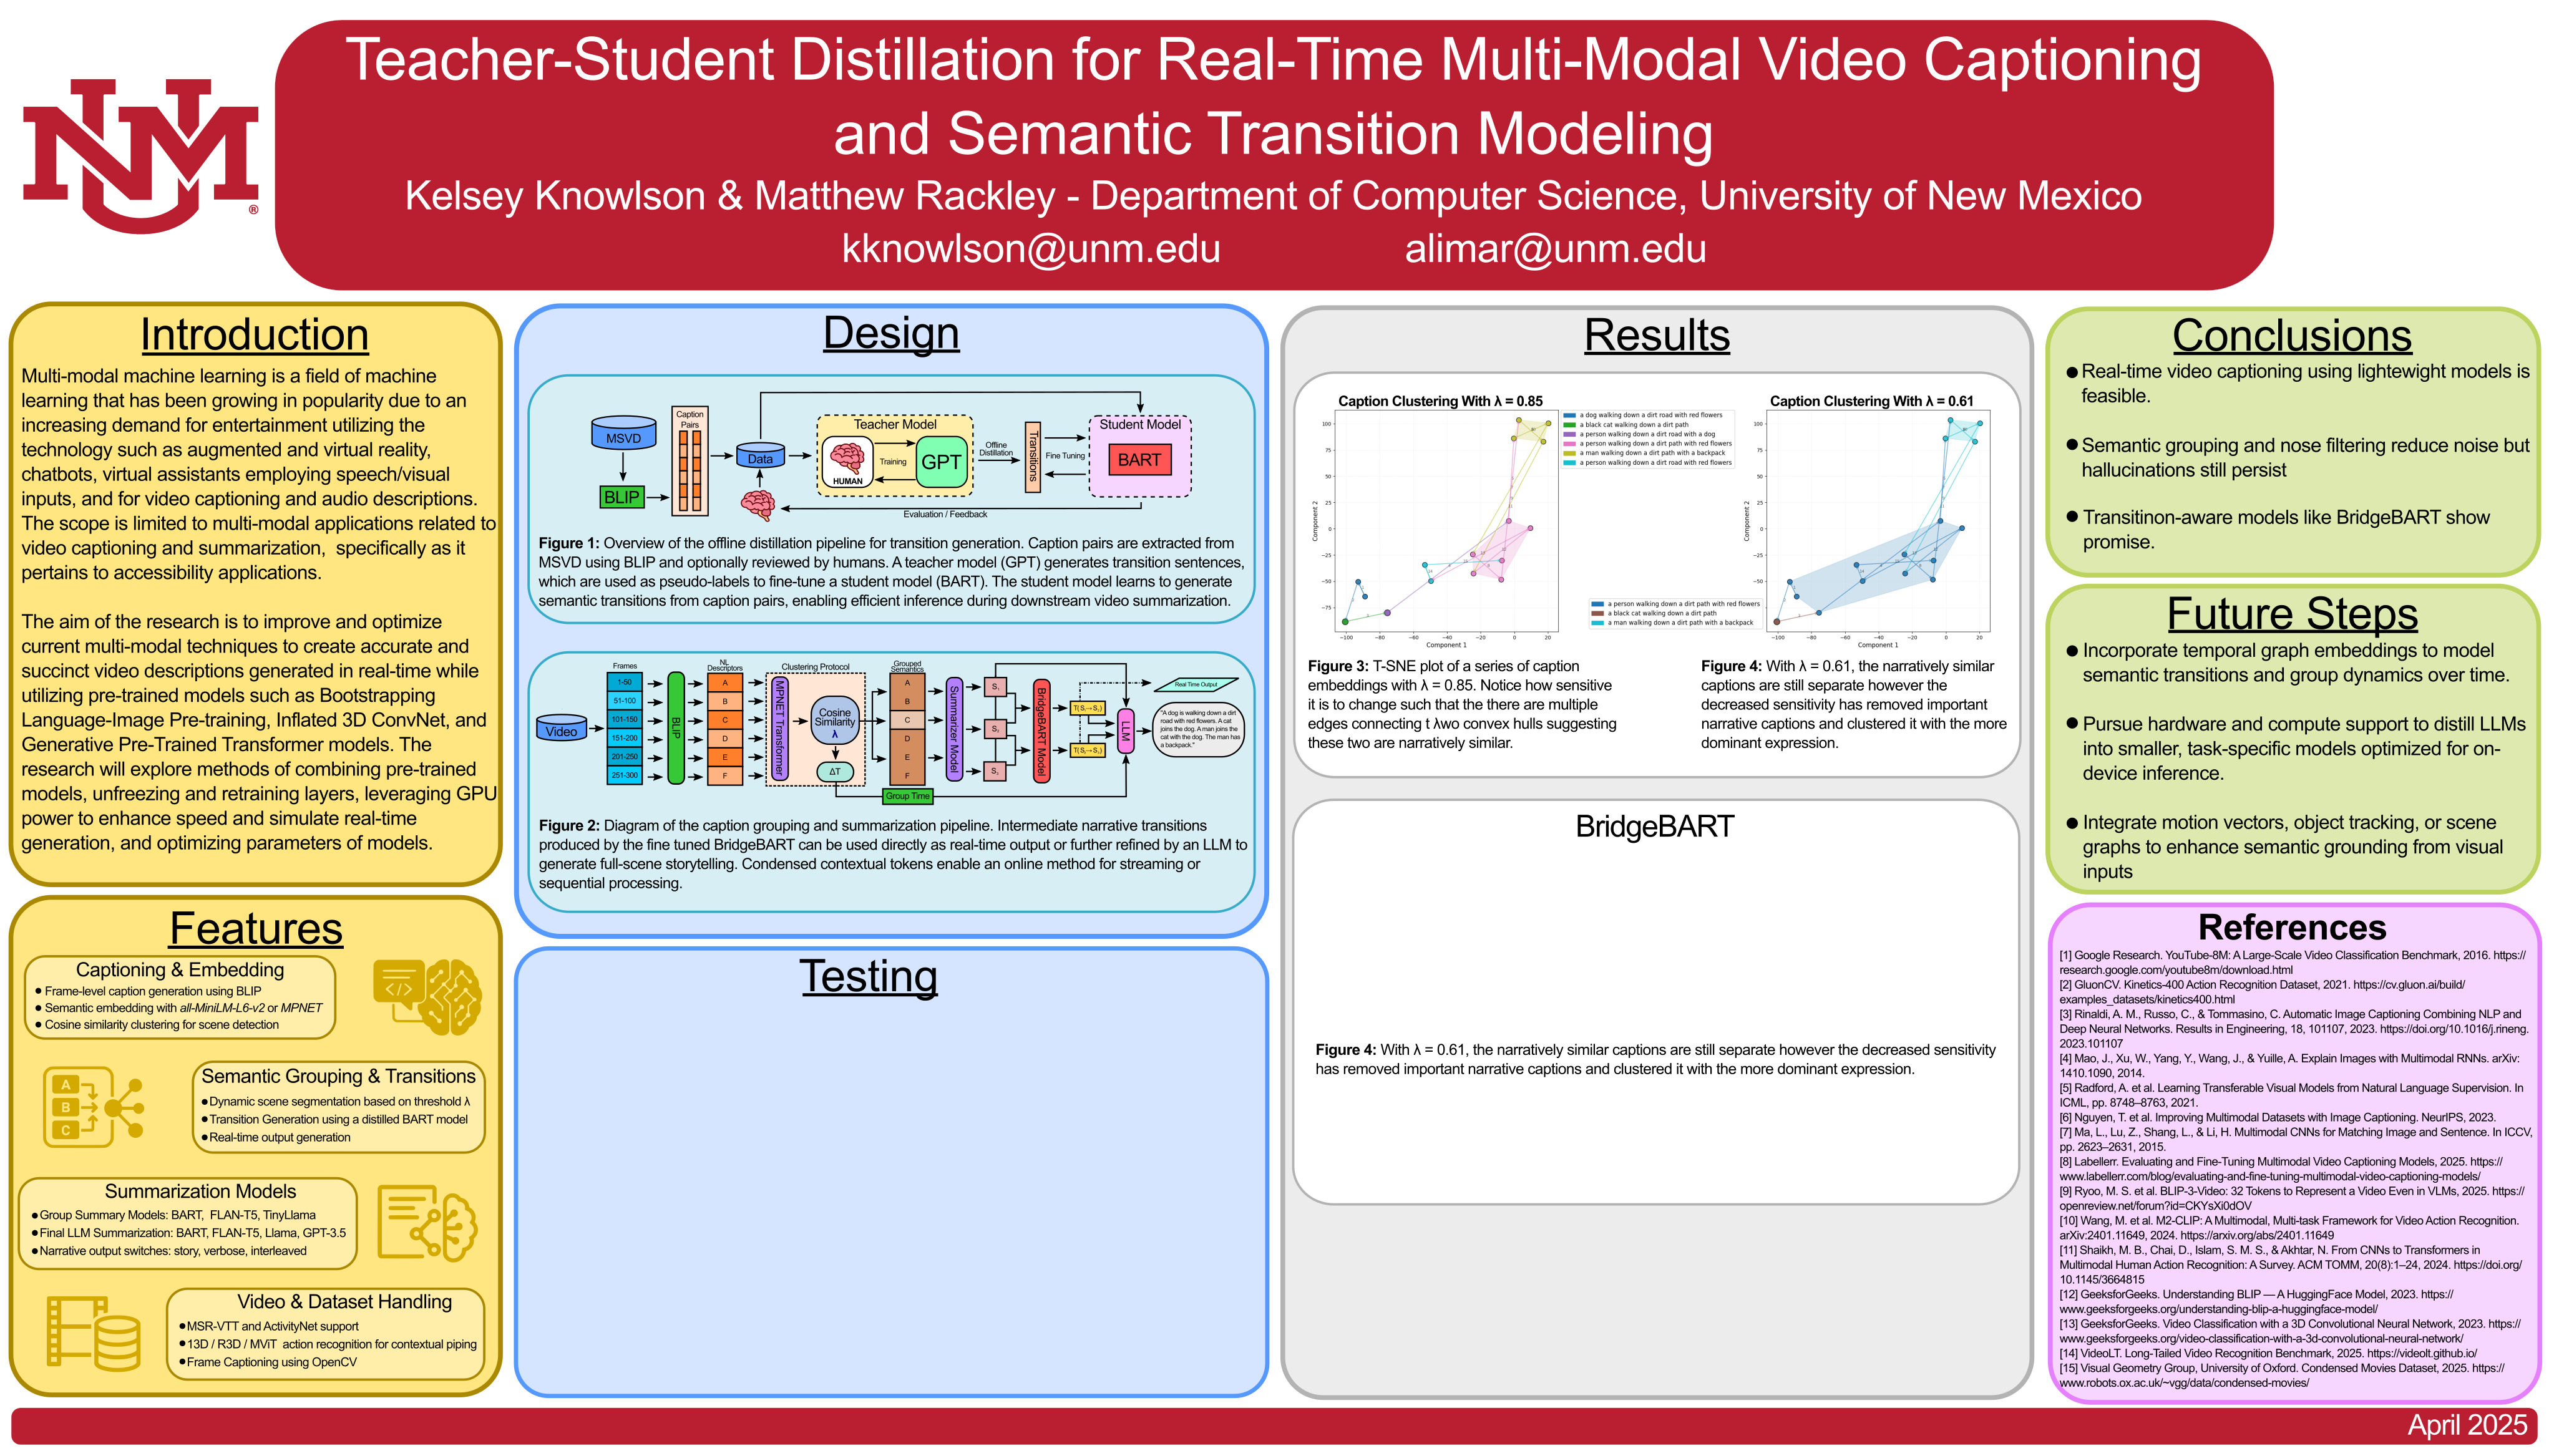 Teacher-Student Distillation for Real-Time Multi-Modal Video Captioning
and Semantic Transition Modeling
Kelsey Knowlson & Matthew Rackley - Department of Computer Science, University of New Mexico
kknowlson@unm.edu alimar@unm.edu
NM
®
Introduction
Multi-modal machine learning is a field of machine
learning that has been growing in popularity due to an
increasing demand for entertainment utilizing the
technology such as augmented and virtual reality,
chatbots, virtual assistants employing speech/visual
inputs, and for video captioning and audio descriptions.
The scope is limited to multi-modal applications related to
video captioning and summarization, specifically as it
pertains to accessibility applications.
The aim of the research is to improve and optimize
current multi-modal techniques to create accurate and
succinct video descriptions generated in real-time while
utilizing pre-trained models such as Bootstrapping
Language-Image Pre-training, Inflated 3D ConvNet, and
Generative Pre-Trained Transformer models. The
research will explore methods of combining pre-trained
models, unfreezing and retraining layers, leveraging GPU
power to enhance speed and simulate real-time
generation, and optimizing parameters of models.
Features
Captioning & Embedding
● Frame-level caption generation using BLIP
● Semantic embedding with all-MiniLM-L6-v2 or MPNET
● Cosine similarity clustering for scene detection
</>
A
B
C
Semantic Grouping & Transitions
● Dynamic scene segmentation based on threshold λ
● Transition Generation using a distilled BART model
● Real-time output generation
Summarization Models
● Group Summary Models: BART, FLAN-T5, TinyLlama
● Final LLM Summarization: BART, FLAN-T5, Llama, GPT-3.5
● Narrative output switches: story, verbose, interleaved
Video & Dataset Handling
● MSR-VTT and ActivityNet support
● 13D / R3D / MViT action recognition for contextual piping
● Frame Captioning using OpenCV
Design
MSVD
BLIP
Caption
Pairs
Data
Teacher Model
HUMAN
Training
GPT
Offline
Distillation
Transitions
Fine Tuning
Student Model
BART
Evaluation / Feedback
Figure 1: Overview of the offline distillation pipeline for transition generation. Caption pairs are extracted from
MSVD using BLIP and optionally reviewed by humans. A teacher model (GPT) generates transition sentences,
which are used as pseudo-labels to fine-tune a student model (BART). The student model learns to generate
semantic transitions from caption pairs, enabling efficient inference during downstream video summarization.
Video
Frames
1-50
51-100
101-150
151-200
201-250
251-300
BLIP
NL
Descriptors
A
B
C
D
E
F
Clustering Protocol
MPNET Transformer
Cosine
Similarity
λ
ΔT
Grouped
Semantics
A
B
C
D
E
F
Group Time
Summarizer Model
BridgeBART Model
LLM
Real Time Output
"A dog is walking down a dirt
road with red flowers. A cat
joins the dog. A man joins the
cat with the dog. The man has
a backpack."
Figure 2: Diagram of the caption grouping and summarization pipeline. Intermediate narrative transitions
produced by the fine tuned BridgeBART can be used directly as real-time output or further refined by an LLM to
generate full-scene storytelling. Condensed contextual tokens enable an online method for streaming or
sequential processing.
Testing
Results
Caption Clustering With λ = 0.85
a dog walking down a dirt road with red flowers
a black cat walking down a dirt path
a person walking down a dirt road with a dog
a person walking down a dirt path with red flowers
a man walking down a dirt path with a backpack
a person walking down a dirt road with red flowers
Component 2
100
75
50
25
0
−25
−50
−75
−100 −80 −60 −40 −20 0 20
Component 1
Caption Clustering With λ = 0.61
a person walking down a dirt path with red flowers
a black cat walking down a dirt path
a man walking down a dirt path with a backpack
Component 2
100
75
50
25
0
−25
−50
−75
−100 −80 −60 −40 −20 0 20
Component 1
Figure 3: T-SNE plot of a series of caption
embeddings with λ = 0.85. Notice how sensitive
it is to change such that the there are multiple
edges connecting t λwo convex hulls suggesting
these two are narratively similar.
Figure 4: With λ = 0.61, the narratively similar
captions are still separate however the
decreased sensitivity has removed important
narrative captions and clustered it with the more
dominant expression.
BridgeBART
Figure 4: With λ = 0.61, the narratively similar captions are still separate however the decreased sensitivity
has removed important narrative captions and clustered it with the more dominant expression.
Conclusions
● Real-time video captioning using lightewight models is
feasible.
● Semantic grouping and nose filtering reduce noise but
hallucinations still persist
● Transitinon-aware models like BridgeBART show
promise.
Future Steps
● Incorporate temporal graph embeddings to model
semantic transitions and group dynamics over time.
● Pursue hardware and compute support to distill LLMs
into smaller, task-specific models optimized for on-
device inference.
● Integrate motion vectors, object tracking, or scene
graphs to enhance semantic grounding from visual
inputs
References
[1] Google Research. YouTube-8M: A Large-Scale Video Classification Benchmark, 2016. https://
research.google.com/youtube8m/download.html
[2] GluonCV. Kinetics-400 Action Recognition Dataset, 2021. https://cv.gluon.ai/build/
examples_datasets/kinetics400.html
[3] Rinaldi, A. M., Russo, C., & Tommasino, C. Automatic Image Captioning Combining NLP and
Deep Neural Networks. Results in Engineering, 18, 101107, 2023. https://doi.org/10.1016/j.rineng.
2023.101107
[4] Mao, J., Xu, W., Yang, Y., Wang, J., & Yuille, A. Explain Images with Multimodal RNNs. arXiv:
1410.1090, 2014.
[5] Radford, A. et al. Learning Transferable Visual Models from Natural Language Supervision. In
ICML, pp. 8748–8763, 2021.
[6] Nguyen, T. et al. Improving Multimodal Datasets with Image Captioning. NeurIPS, 2023.
[7] Ma, L., Lu, Z., Shang, L., & Li, H. Multimodal CNNs for Matching Image and Sentence. In ICCV,
pp. 2623–2631, 2015.
[8] Labellerr. Evaluating and Fine-Tuning Multimodal Video Captioning Models, 2025. https://
www.labellerr.com/blog/evaluating-and-fine-tuning-multimodal-video-captioning-models/
[9] Ryoo, M. S. et al. BLIP-3-Video: 32 Tokens to Represent a Video Even in VLMs, 2025. https://
openreview.net/forum?id=CKYsXi0dOV
[10] Wang, M. et al. M2-CLIP: A Multimodal, Multi-task Framework for Video Action Recognition.
arXiv:2401.11649, 2024. https://arxiv.org/abs/2401.11649
[11] Shaikh, M. B., Chai, D., Islam, S. M. S., & Akhtar, N. From CNNs to Transformers in
Multimodal Human Action Recognition: A Survey. ACM TOMM, 20(8):1–24, 2024. https://doi.org/
10.1145/3664815
[12] GeeksforGeeks. Understanding BLIP — A HuggingFace Model, 2023. https://
www.geeksforgeeks.org/understanding-blip-a-huggingface-model/
[13] GeeksforGeeks. Video Classification with a 3D Convolutional Neural Network, 2023. https://
www.geeksforgeeks.org/video-classification-with-a-3d-convolutional-neural-network/
[14] VideoLT. Long-Tailed Video Recognition Benchmark, 2025. https://videolt.github.io/
[15] Visual Geometry Group, University of Oxford. Condensed Movies Dataset, 2025. https://
www.robots.ox.ac.uk/~vgg/data/condensed-movies/
April 2025